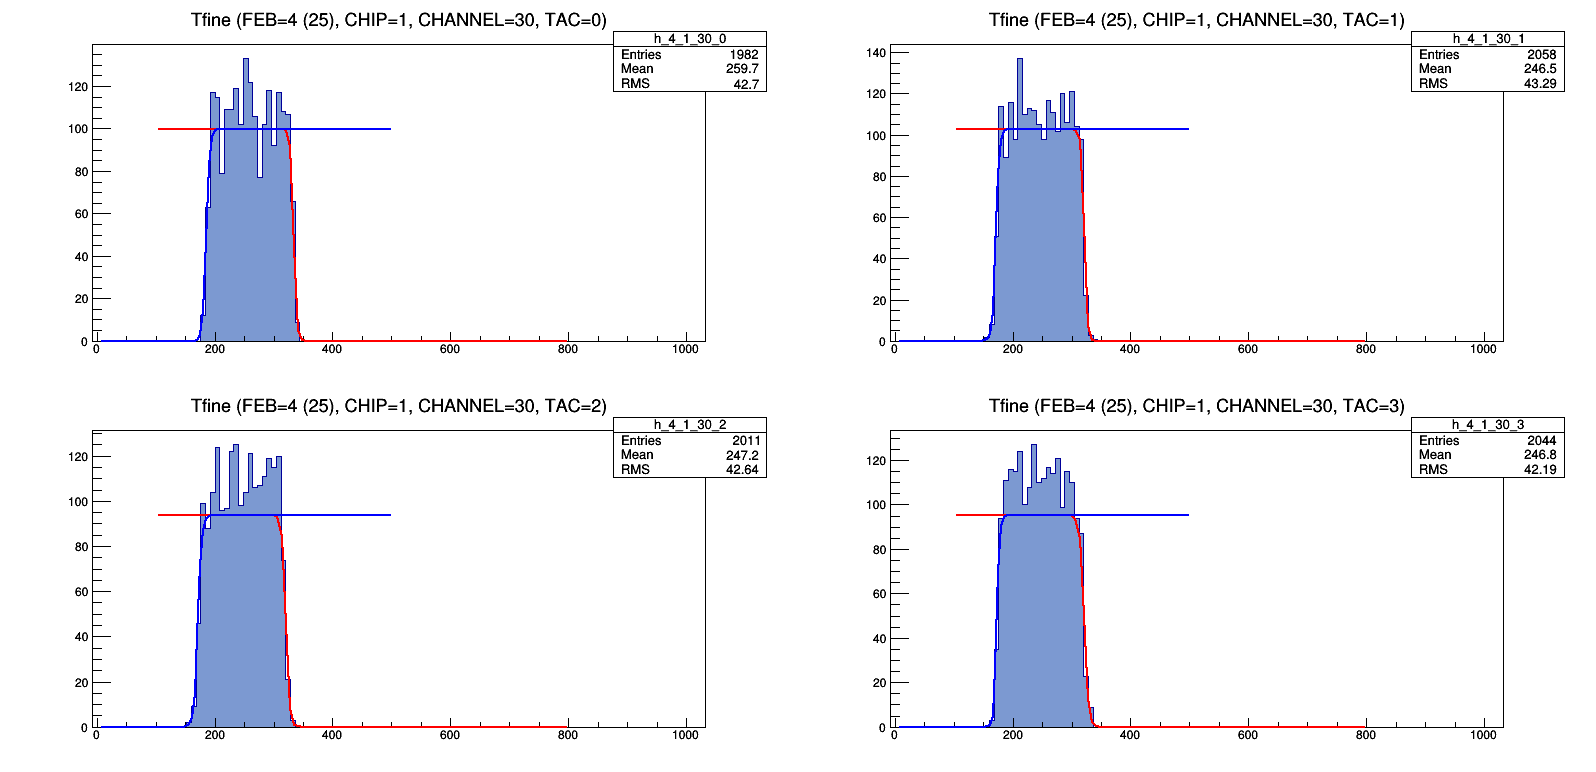 Tfine (FEB=4 (25), CHIP=1, CHANNEL=30, TAC=0)
h_4_1_30_0
Entries 1982
Mean 259.7
RMS 42.7
120
100
80
60
40
20
0
0 200 400 600 800 1000
Tfine (FEB=4 (25), CHIP=1, CHANNEL=30, TAC=1)
h_4_1_30_1
Entries 2058
Mean 246.5
RMS 43.29
140
120
100
80
60
40
20
0
0 200 400 600 800 1000
Tfine (FEB=4 (25), CHIP=1, CHANNEL=30, TAC=2)
h_4_1_30_2
Entries 2011
Mean 247.2
RMS 42.64
120
100
80
60
40
20
0
0 200 400 600 800 1000
Tfine (FEB=4 (25), CHIP=1, CHANNEL=30, TAC=3)
h_4_1_30_3
Entries 2044
Mean 246.8
RMS 42.19
120
100
80
60
40
20
0
0 200 400 600 800 1000